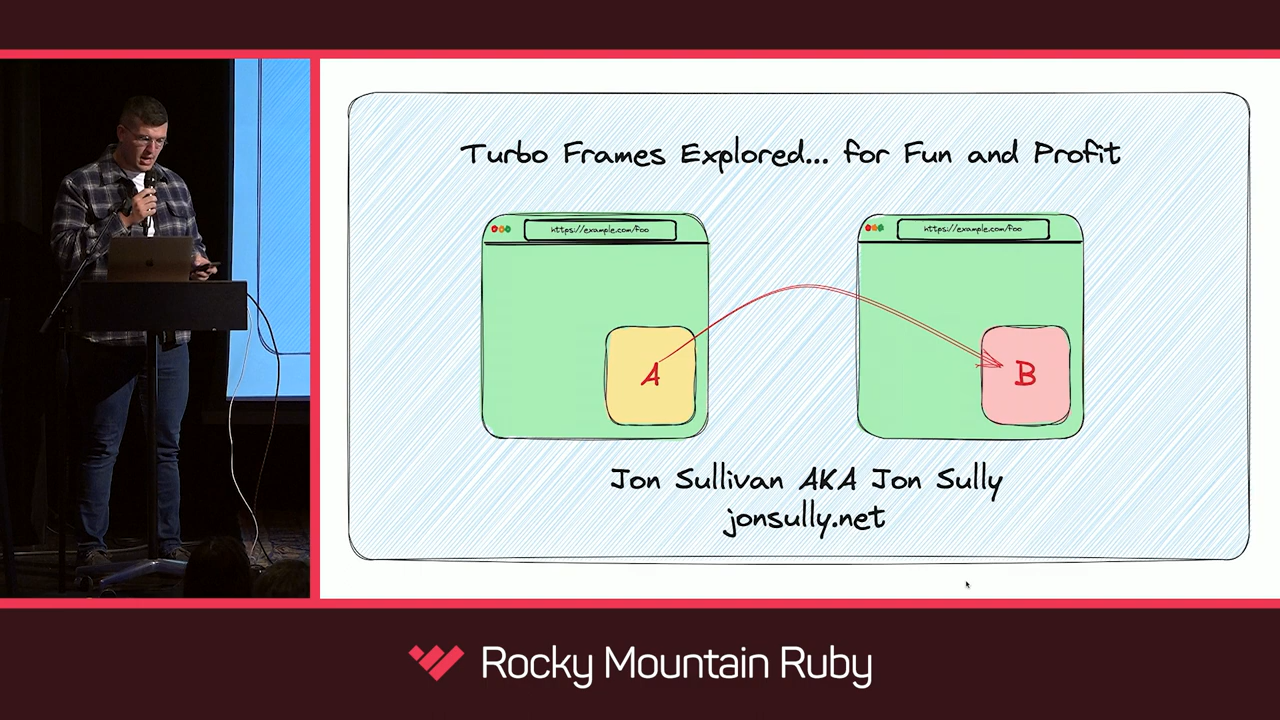 Turbo Frames Explored... for Fun and Profit
https://example.com/foo
https://example.com/foo
A
B
Jon Sullivan AKA Jon Sully
jonsully.net
Rocky Mountain Ruby